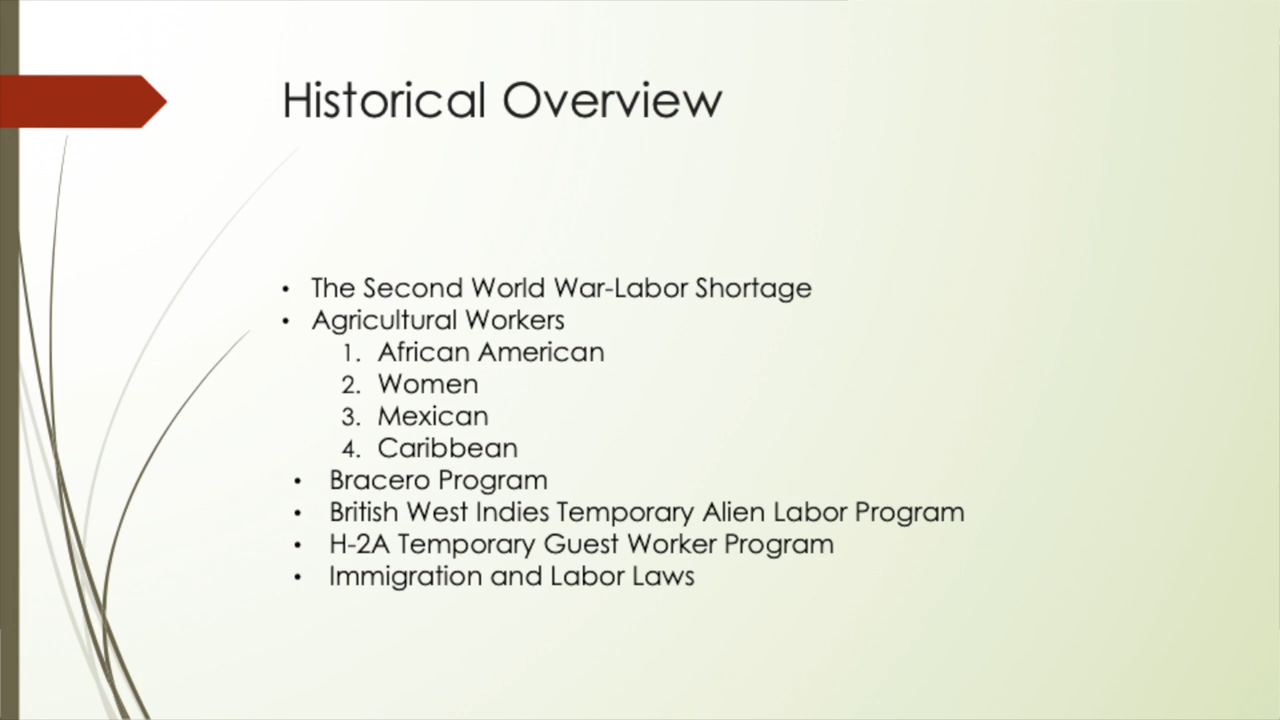 Historical Overview
• The Second World War-Labor Shortage
• Agricultural Workers
1. African American
2. Women
3. Mexican
4. Caribbean
• Bracero Program
• British West Indies Temporary Alien Labor Program
• H-2A Temporary Guest Worker Program
• Immigration and Labor Laws